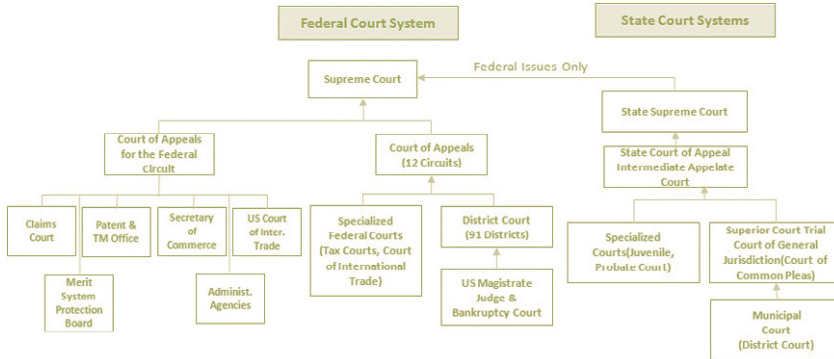 Federal Court System
State Court Systems
Federal Issues Only
Supreme Court
State Supreme Court
Court of Appeals
for the Federal
Circuit
Court of Appeals
(12 Circuits)
State Court of Appeal
Intermediate Appelate
Court
Claims
Court
Patent &
TM Office
Secretary
of Commerce
US Court
of Inter.
Trade
Specialized
Federal Courts
(Tax Courts, Court
of International
Trade)
District Court
(91 Districts)
Specialized
Courts(Juvenile,
Probate Court)
Superior Court Trial
Court of General
Jurisdiction(Court of
Common Pleas)
Merit
System
Protection
Board
Administ.
Agencies
US Magistrate
Judge &
Bankruptcy Court
Municipal
Court
(District Court)